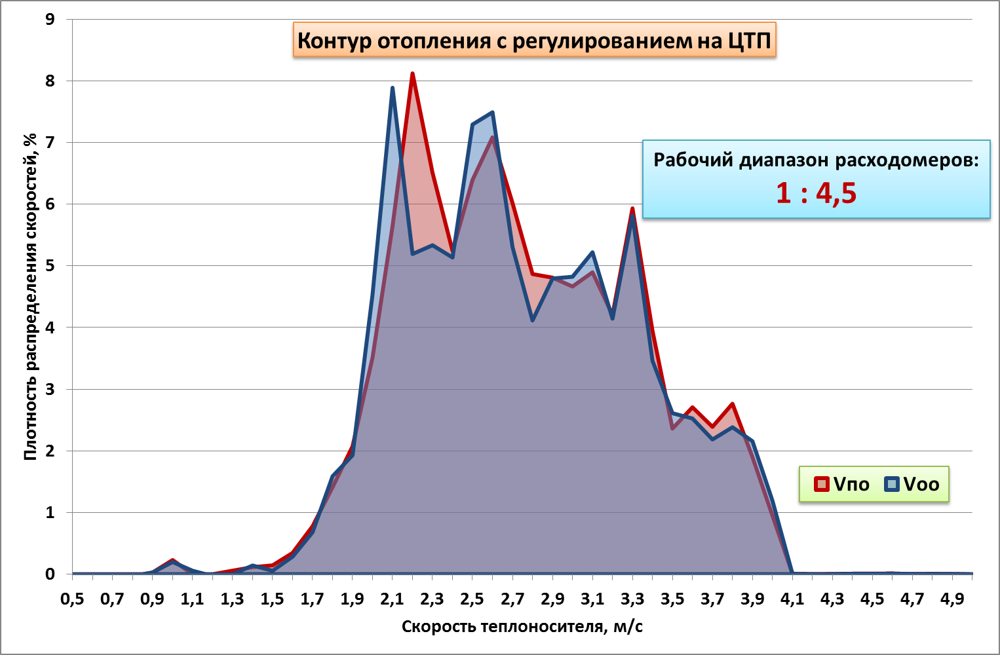 Контур отопления с регулированием на ЦТП
Рабочий диапазон расходомеров:
1 : 4,5
Плотность распределения скоростей, %
9
8
7
6
5
4
3
2
1
0
Vпо Vоо
0,5 0,7 0,9 1,1 1,3 1,5 1,7 1,9 2,1 2,3 2,5 2,7 2,9 3,1 3,3 3,5 3,7 3,9 4,1 4,3 4,5 4,7 4,9
Скорость теплоносителя, м/с